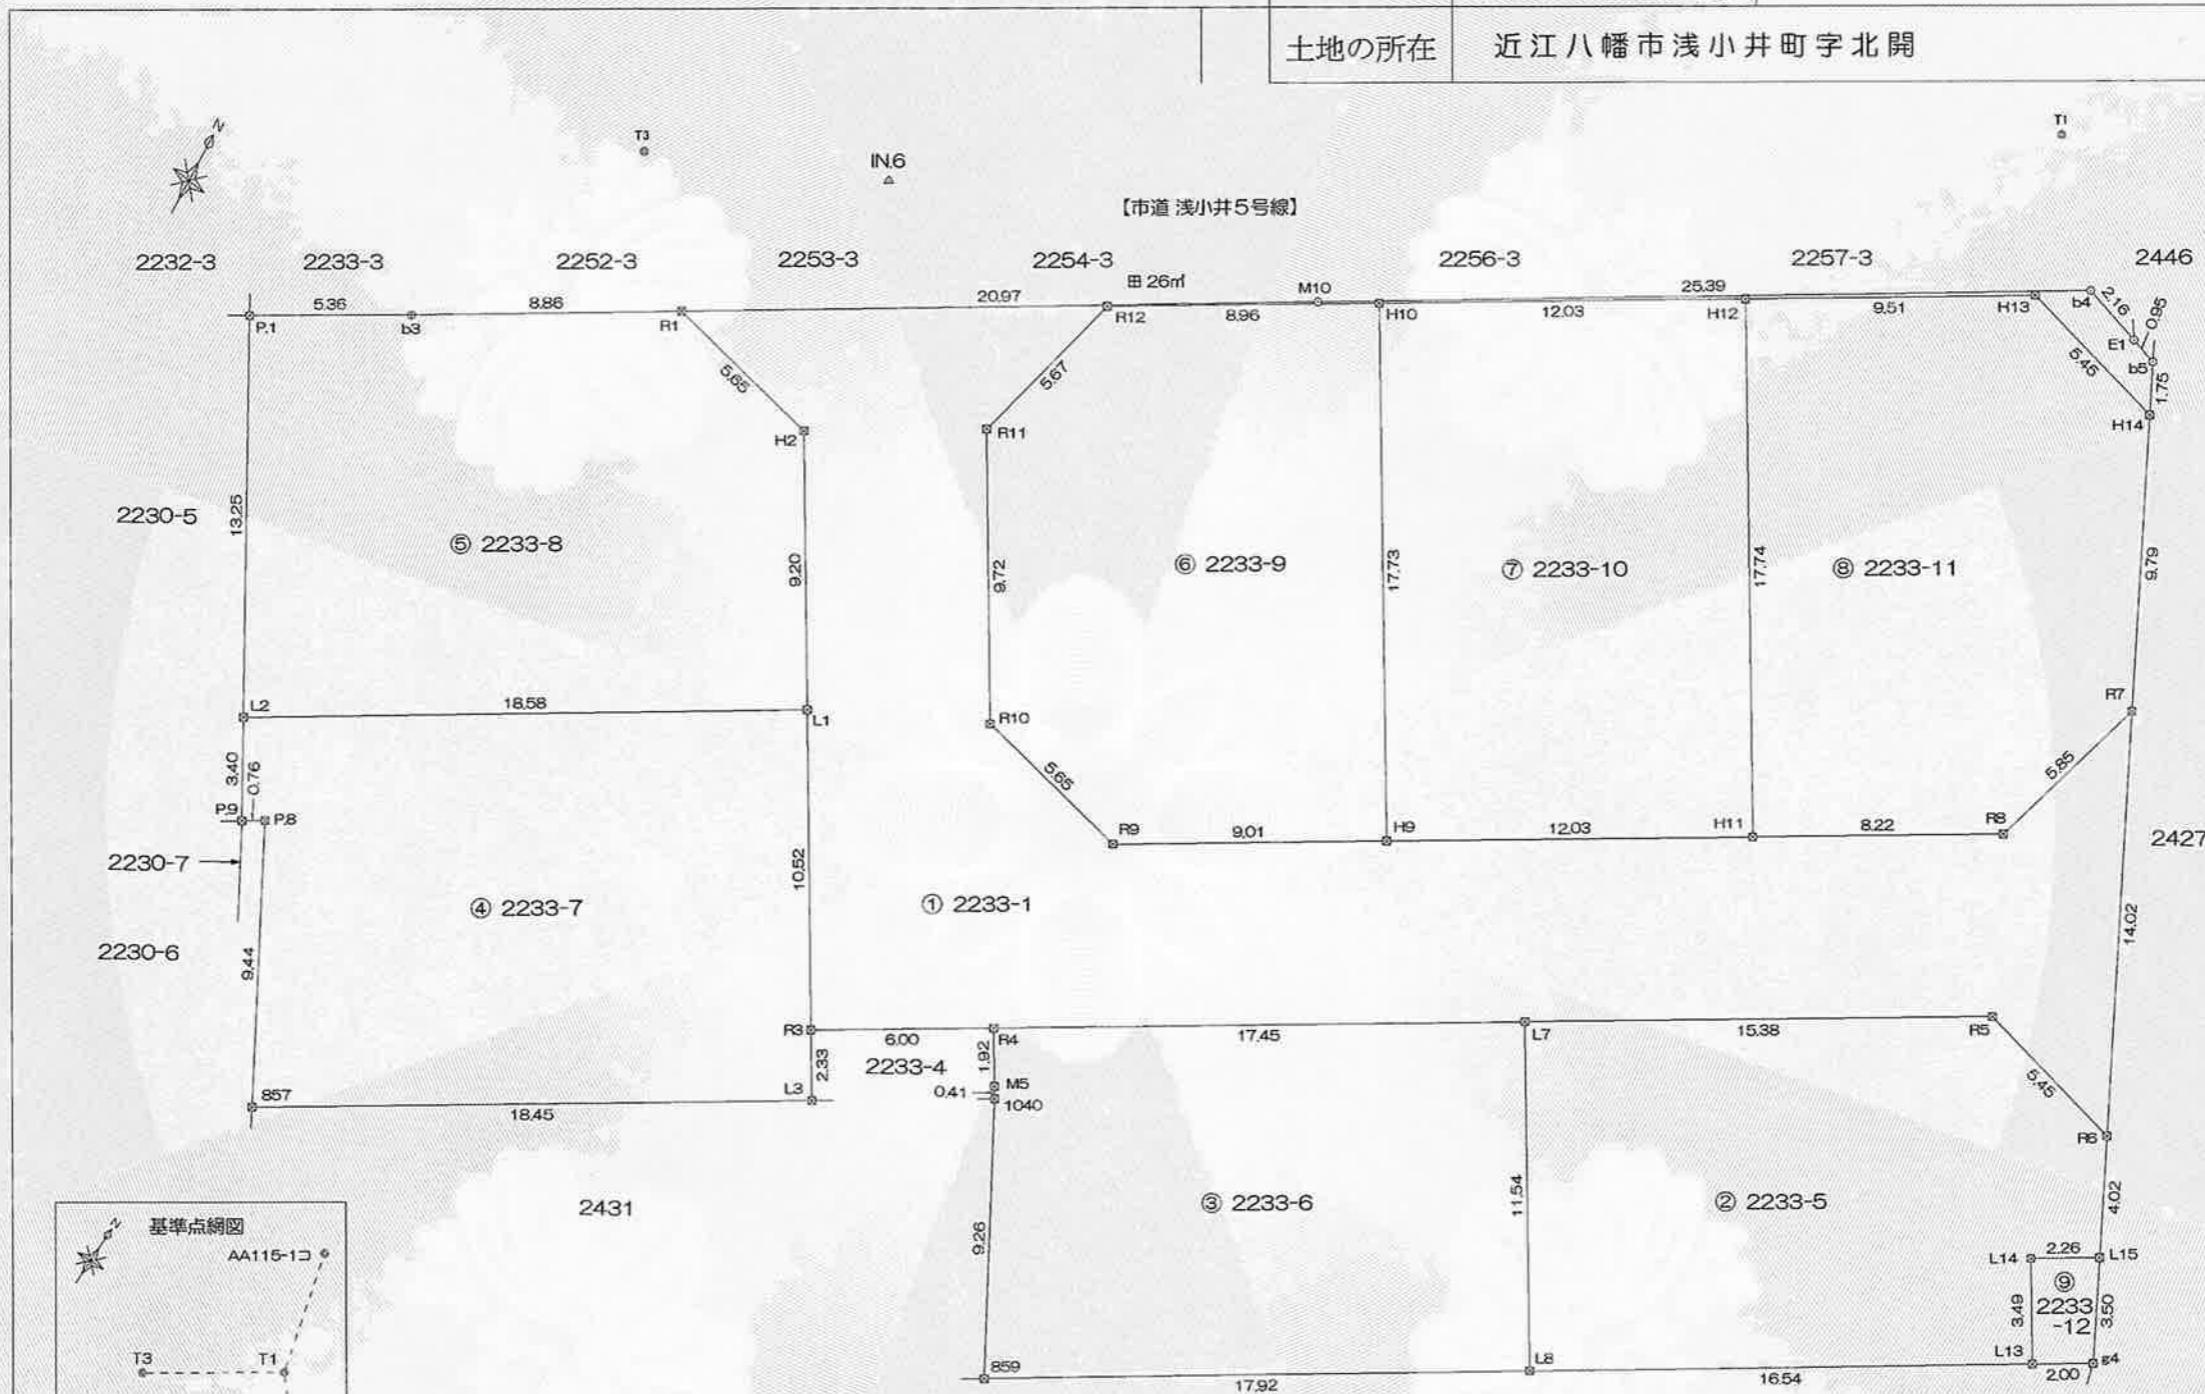 土地の所在 近江八幡市浅小井町字北開
N
T3
IN.6
T1
【市道 浅小井5号線】
2232-3 2233-3 2252-3 2253-3 2254-3 2256-3 2257-3 2446
田 26㎡
5.36 8.86 20.97 M10 25.39 b4
P.1 b3 R1 R12 8.96 H10 12.03 H12 9.51 H13
2.16
0.95
E1
b5
5.65 5.67 5.45 1.75
H2 R11 H14
2230-5 13.25
⑤ 2233-8
9.20 9.72
⑥ 2233-9
17.73
⑦ 2233-10
17.74
⑧ 2233-11
9.79
L2 18.58 L1 R10 R7
3.40 0.76 5.65 5.85
P.9 P.8 R9 9.01 H9 12.03 H11 8.22 R8
2230-7 2427
10.52
④ 2233-7
① 2233-1
14.02
2230-6 9.44
R3 6.00 R4 17.45 L7 15.38 R5
2233-4
2.33 1.92
5.45
857 18.45 L3 0.41 M5
1040
R6
2431
9.26
③ 2233-6
11.54
② 2233-5
4.02
L14 2.26 L15
⑨
2233
-12
3.49 3.50
859 17.92 L8 16.54 L13 2.00 g4
N
基準点網図
AA115-1コ
T3 T1